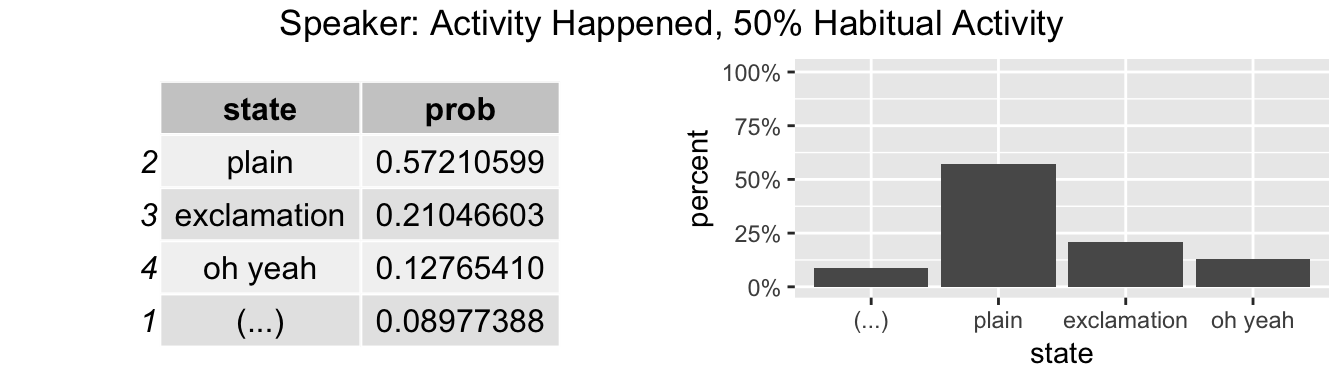 Speaker: Activity Happened, 50% Habitual Activity
state prob
2 plain 0.57210599
3 exclamation 0.21046603
4 oh yeah 0.12765410
1 (...) 0.08977388
percent
100%
75%
50%
25%
0%
(...) plain exclamation oh yeah
state